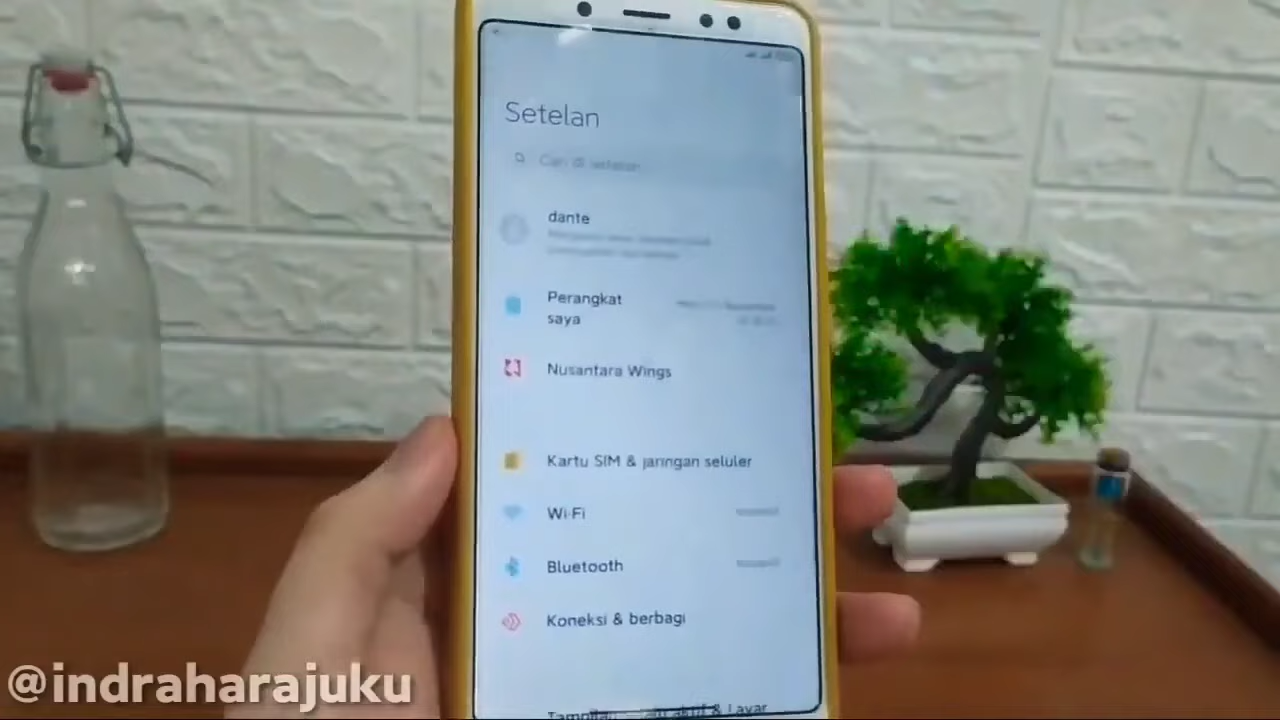 Setelan
Cari di setelan
dante
Perangkat
saya
Nusantara Wings
Kartu SIM & jaringan seluler
Wi-Fi
Bluetooth
Koneksi & berbagi
& Layar
@indraharajuku